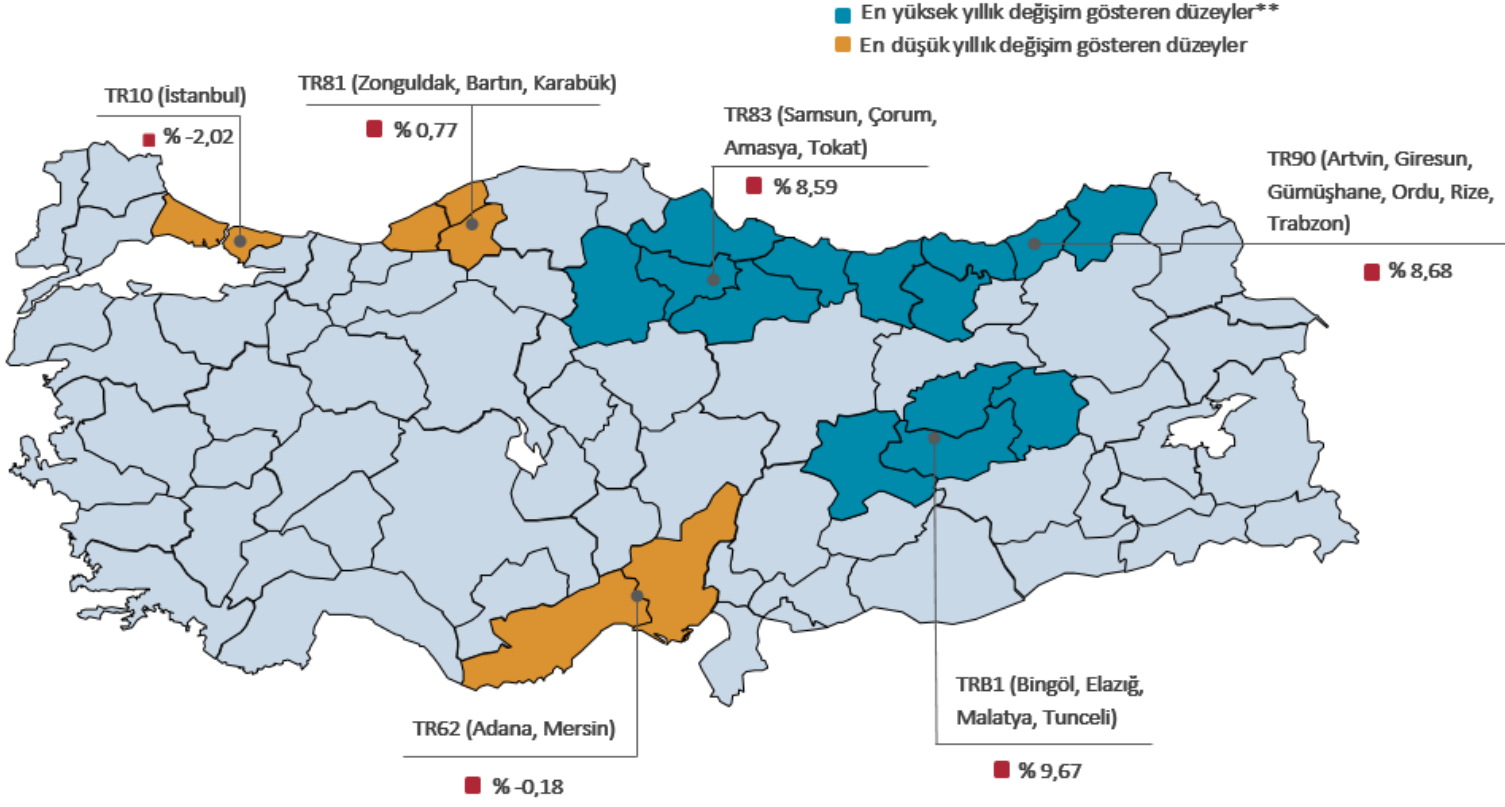 En yüksek yıllık değişim gösteren düzeyler**
En düşük yıllık değişim gösteren düzeyler
TR10 (İstanbul)
% -2,02
TR81 (Zonguldak, Bartın, Karabük)
% 0,77
TR83 (Samsun, Çorum,
Amasya, Tokat)
% 8,59
TR90 (Artvin, Giresun,
Gümüşhane, Ordu, Rize,
Trabzon)
% 8,68
TR62 (Adana, Mersin)
% -0,18
TRB1 (Bingöl, Elazığ,
Malatya, Tunceli)
% 9,67